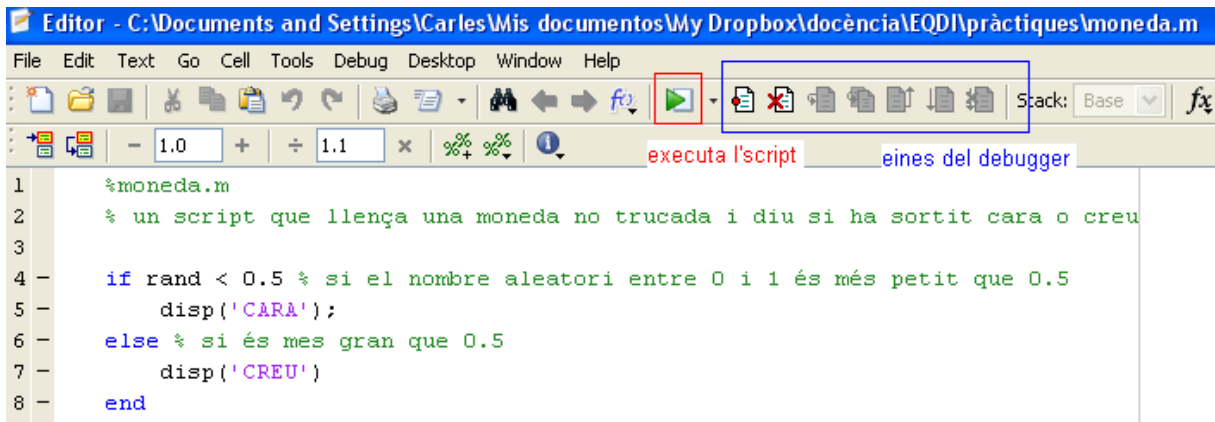 Editor - C:\Documents and Settings\Carles\Mis documentos\My Dropbox\docència\EQDI\pràctiques\moneda.m
File Edit Text Go Cell Tools Debug Desktop Window Help
Stack: Base fx
- 1.0 + ÷ 1.1 ×
executa l'script eines del debugger
1 %moneda.m
2 % un script que llença una moneda no trucada i diu si ha sortit cara o creu
3
4 - if rand < 0.5 % si el nombre aleatori entre 0 i 1 és més petit que 0.5
5 - disp('CARA');
6 - else % si és mes gran que 0.5
7 - disp('CREU')
8 - end